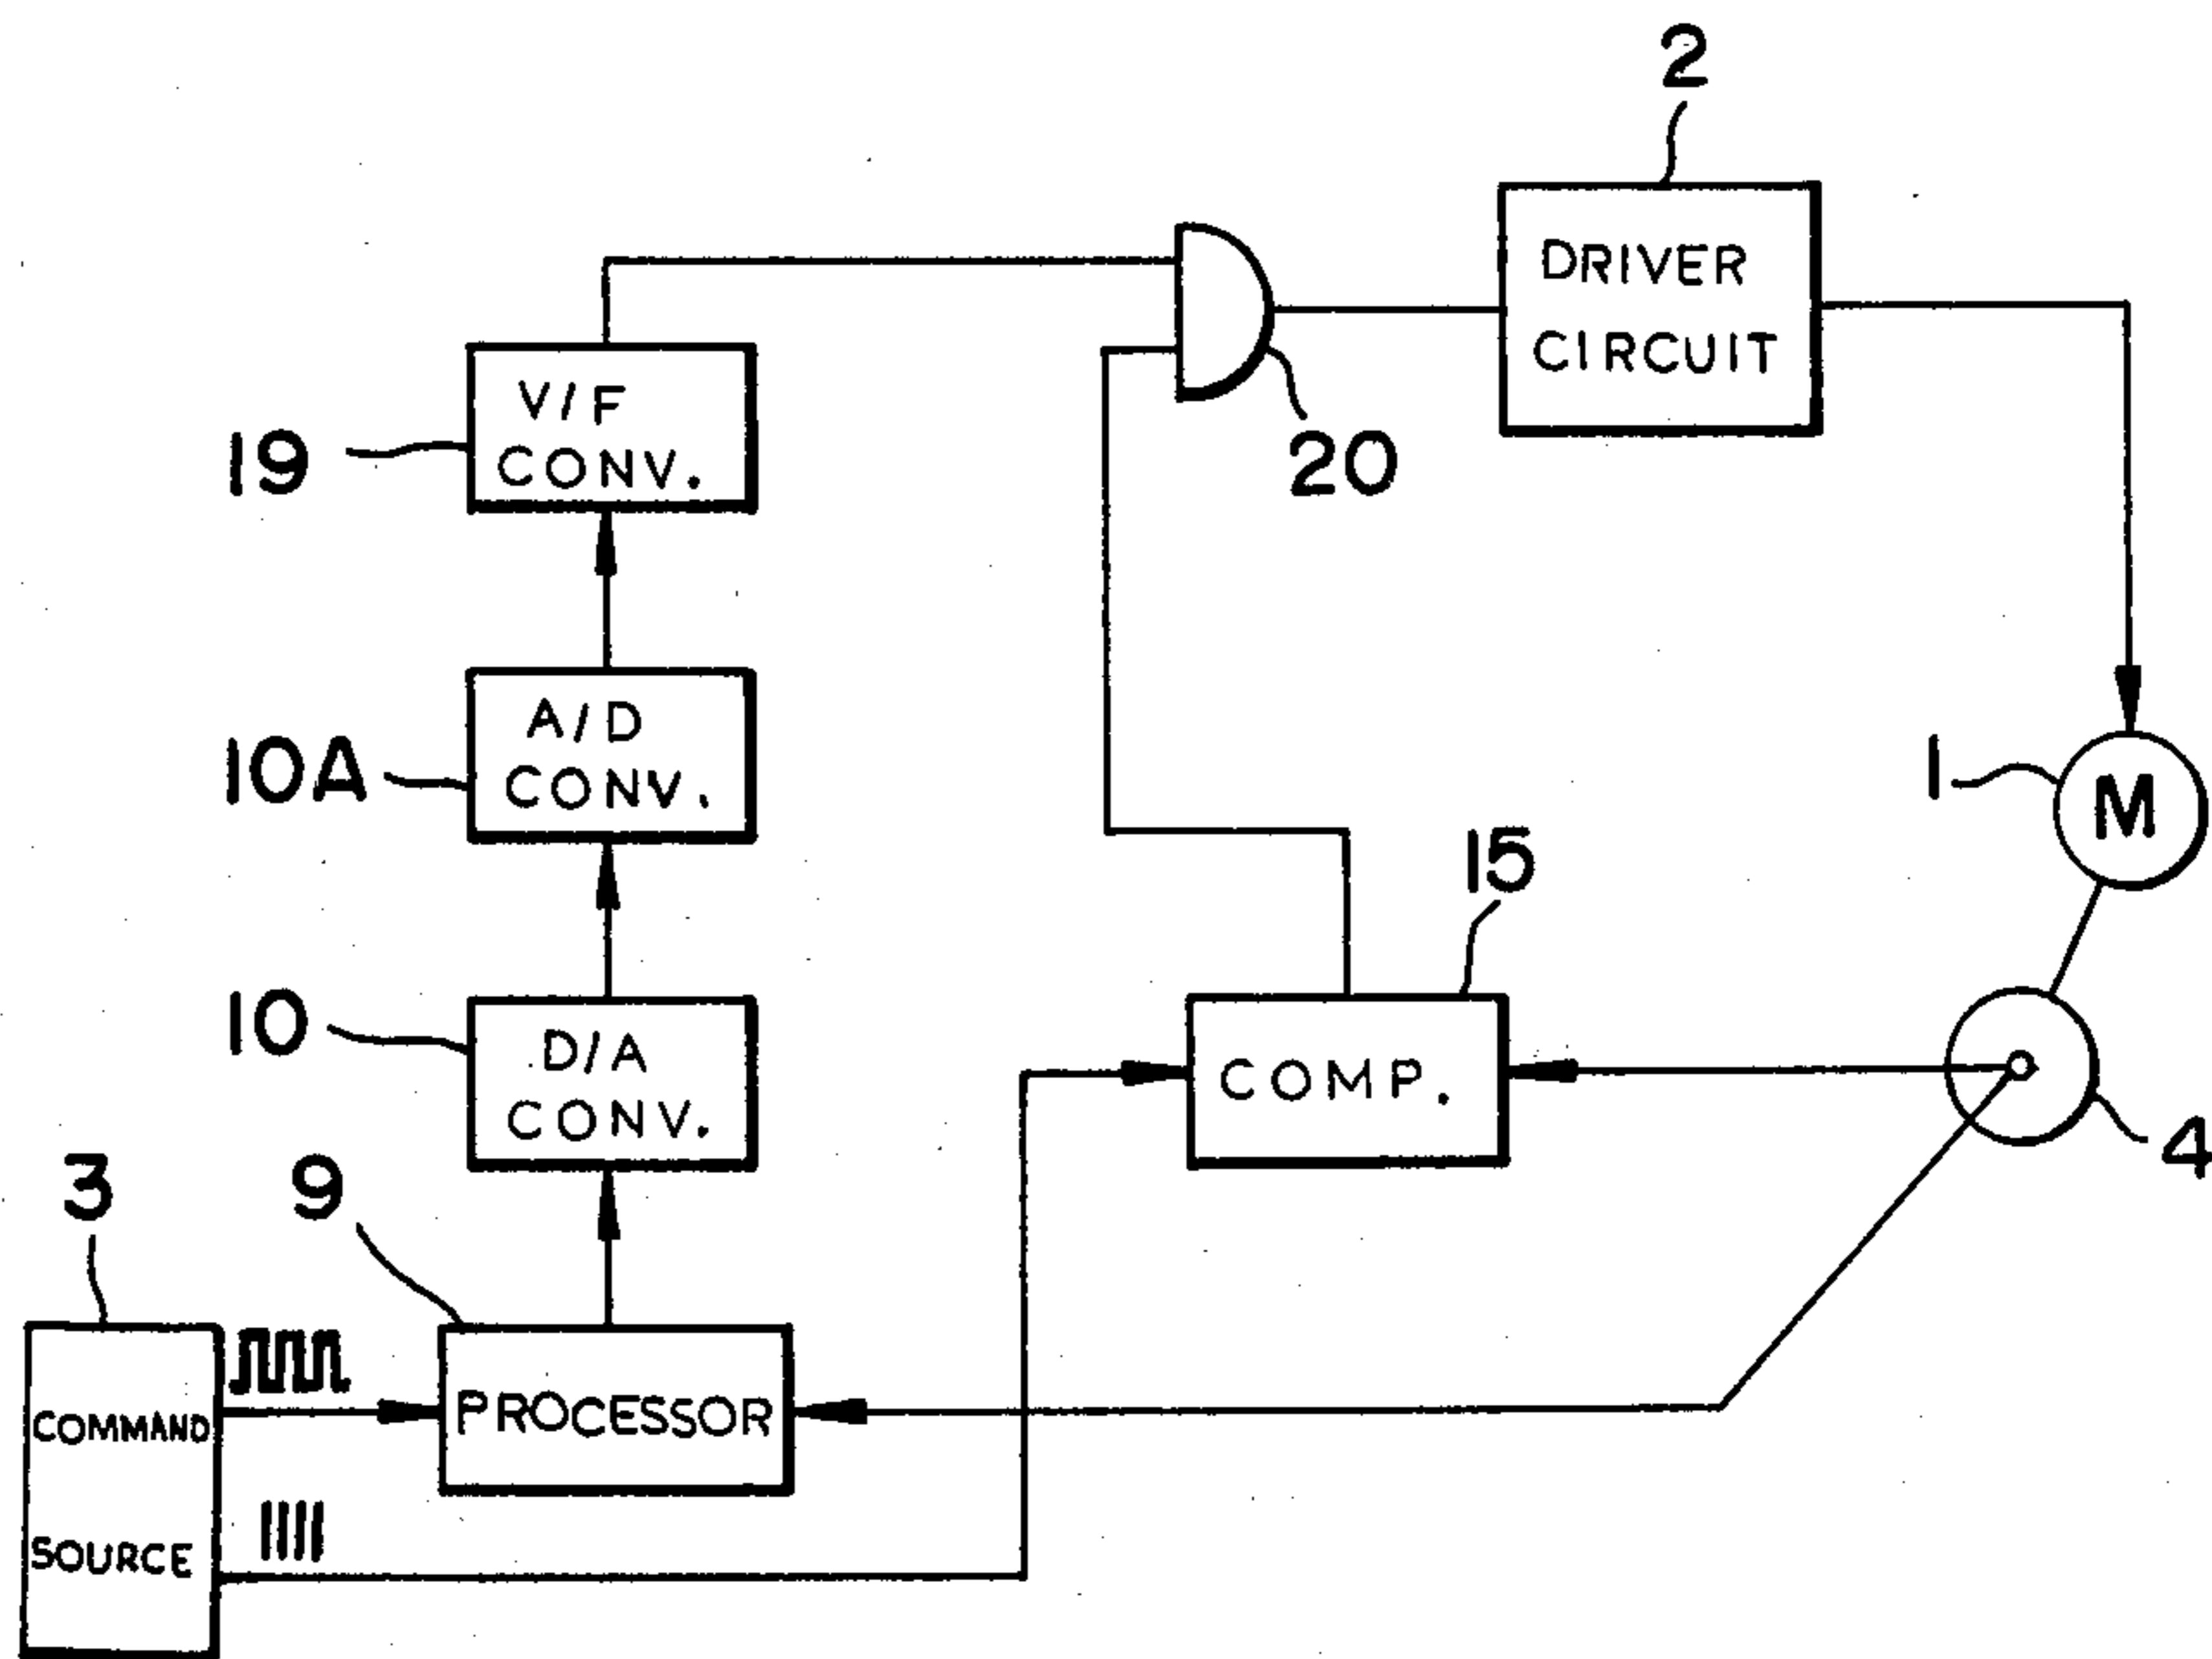 2
DRIVER
CIRCUIT
V/F
CONV.
19
20
A/D
CONV.
10A
1
M
15
10
D/A
CONV.
COMP.
4
3
9
COMMAND
SOURCE
PROCESSOR